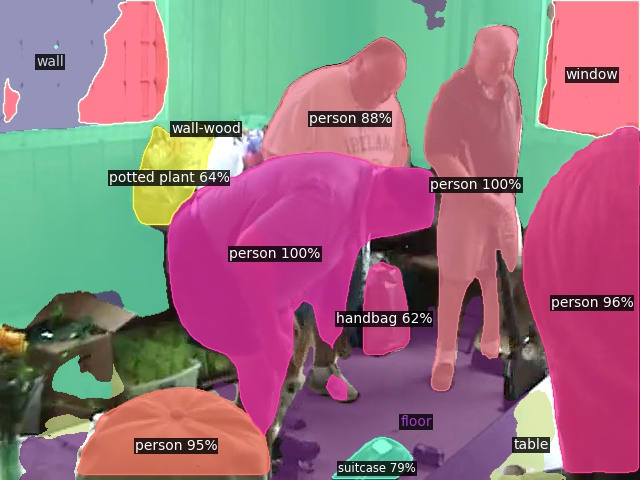 wall
window
person 88%
wall-wood
potted plant 64%
person 100%
IRELAND
person 100%
person 96%
handbag 62%
floor
person 95%
table
suitcase 79%